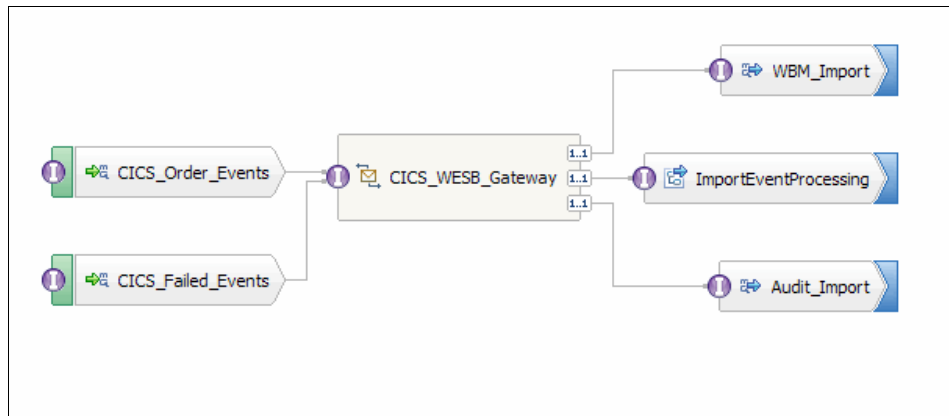 WBM_Import
CICS_Order_Events
1..1
CICS_WESB_Gateway
1..1
ImportEventProcessing
1..1
CICS_Failed_Events
Audit_Import